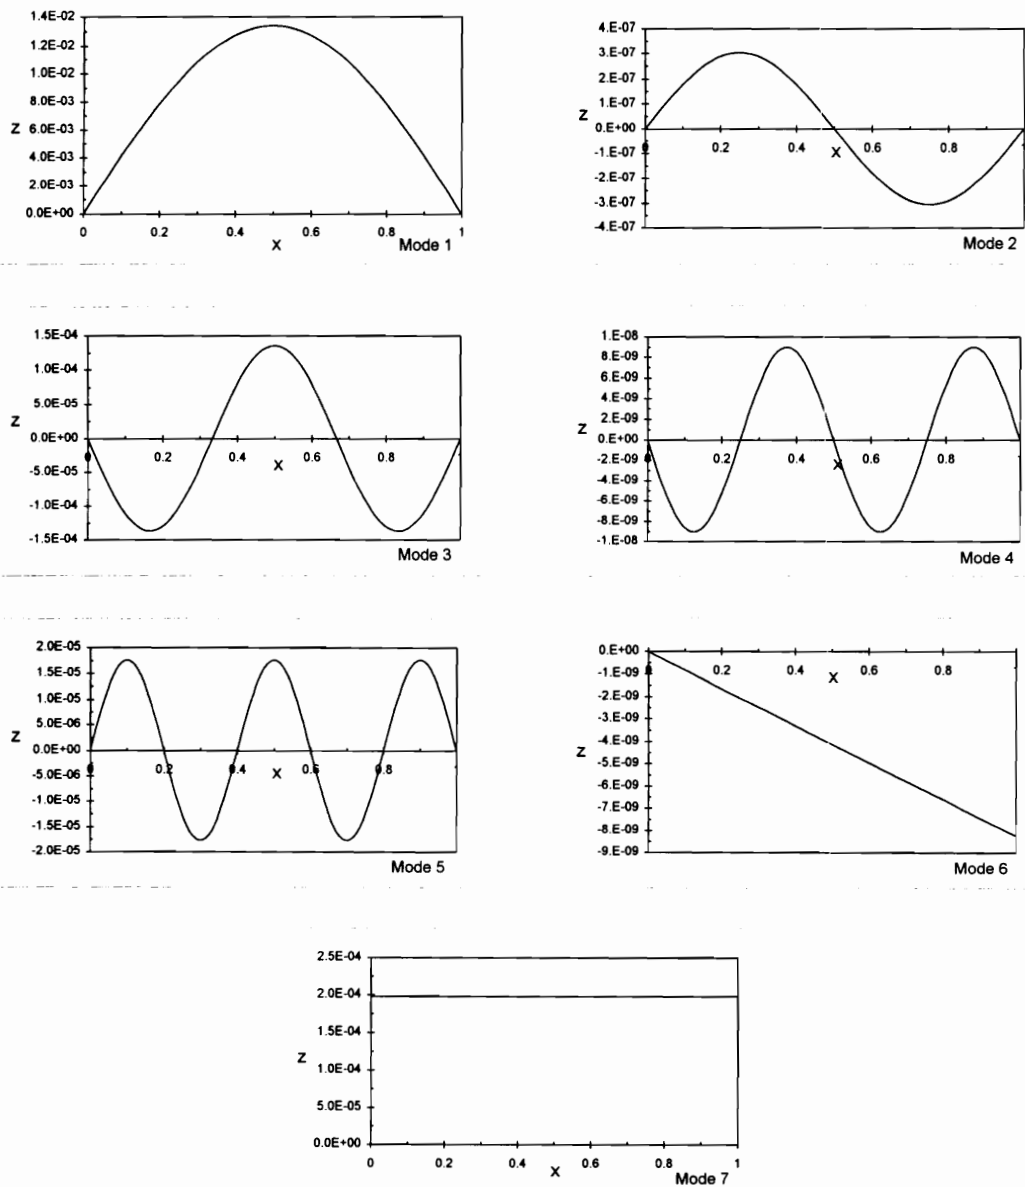 1.4E-02
1.2E-02
1.0E-02
8.0E-03
Z
6.0E-03
4.0E-03
2.0E-03
0.0E+00
0 0.2 0.4 0.6 0.8 1
X
Mode 1
4.E-07
3.E-07
2.E-07
1.E-07
Z
0.E+00
0 0.2 0.4 0.6 0.8 1
X
-1.E-07
-2.E-07
-3.E-07
-4.E-07
Mode 2
1.5E-04
1.0E-04
5.0E-05
Z
0.0E+00
0 0.2 0.4 0.6 0.8
X
-5.0E-05
-1.0E-04
-1.5E-04
Mode 3
1.E-08
8.E-09
6.E-09
4.E-09
2.E-09
Z
0.E+00
0 0.2 0.4 0.6 0.8
X
-2.E-09
-4.E-09
-6.E-09
-8.E-09
-1.E-08
Mode 4
2.0E-05
1.5E-05
1.0E-05
5.0E-06
Z
0.0E+00
0 0.2 0.4 0.6 0.8
X
-5.0E-06
-1.0E-05
-1.5E-05
-2.0E-05
Mode 5
0.E+00
0 0.2 0.4 0.6 0.8
X
-1.E-09
-2.E-09
-3.E-09
-4.E-09
Z
-5.E-09
-6.E-09
-7.E-09
-8.E-09
-9.E-09
Mode 6
2.5E-04
2.0E-04
1.5E-04
Z
1.0E-04
5.0E-05
0.0E+00
0 0.2 0.4 0.6 0.8 1
X
Mode 7